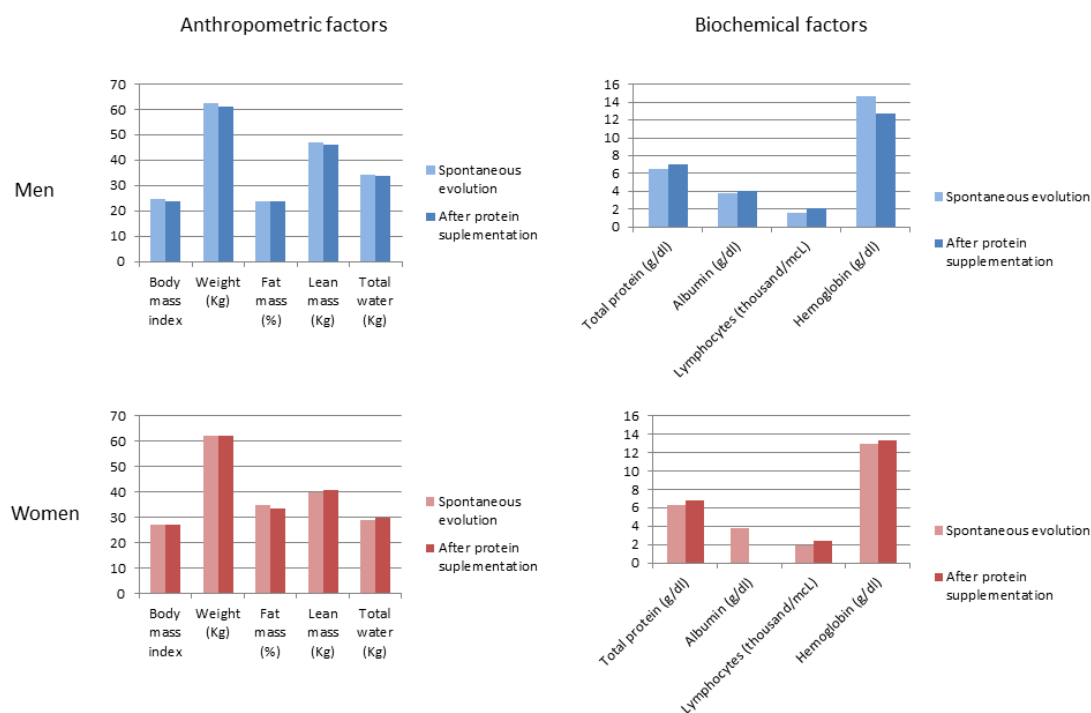 Anthropometric factors
Biochemical factors
Men
70
60
50
40
30
20
10
0
Body
mass
index
Weight
(Kg)
Fat
mass
(%)
Lean
mass
(Kg)
Total
water
(Kg)
Spontaneous
evolution
After protein
suplementation
16
14
12
10
8
6
4
2
0
Total protein (g/dl)
Albumin (g/dl)
Lymphocytes (thousand/mcL)
Hemoglobin (g/dl)
Spontaneous evolution
After protein
supplementation
Women
70
60
50
40
30
20
10
0
Body
mass
index
Weight
(Kg)
Fat
mass
(%)
Lean
mass
(Kg)
Total
water
(Kg)
Spontaneous
evolution
After protein
suplementation
16
14
12
10
8
6
4
2
0
Total protein (g/dl)
Albumin (g/dl)
Lymphocytes (thousand/mcL)
Hemoglobin (g/dl)
Spontaneous evolution
After protein
supplementation